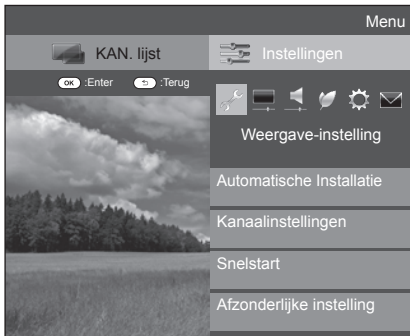 Menu
KAN. lijst
Instellingen
OK :Enter :Terug
Weergave-instelling
Automatische Installatie
Kanaalinstellingen
Snelstart
Afzonderlijke instelling